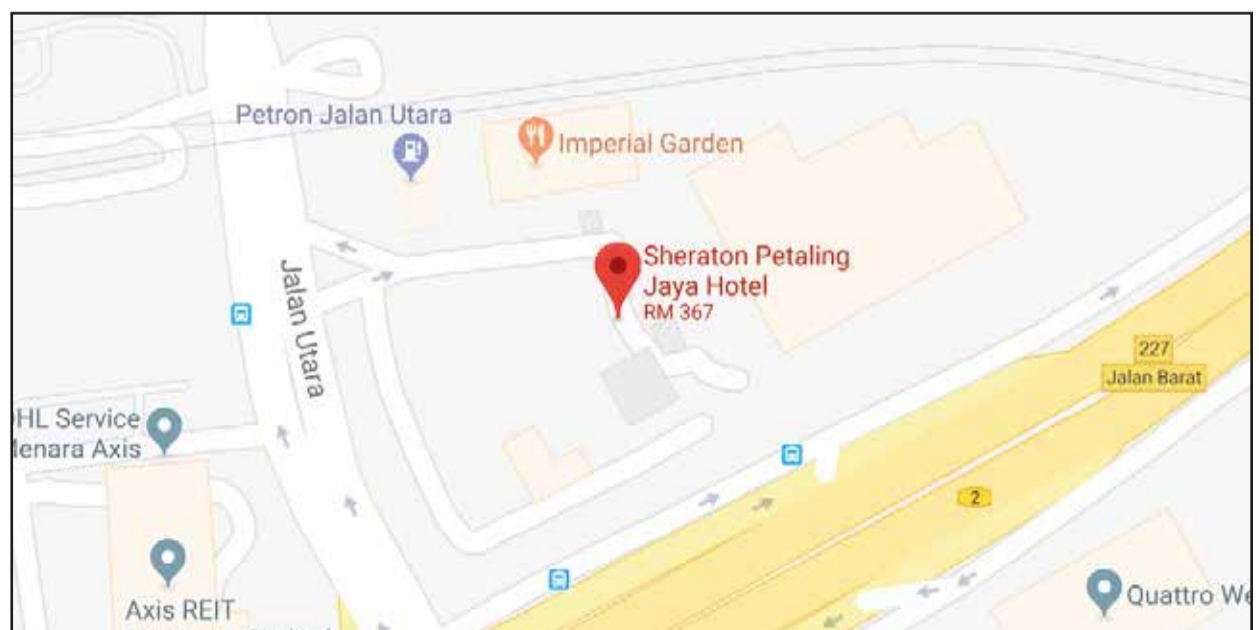 Petron Jalan Utara
Imperial Garden
Sheraton Petaling
Jaya Hotel
RM 367
Jalan Utara
227
Jalan Barat
HL Service
enara Axis
2
Quattro We
Axis REIT